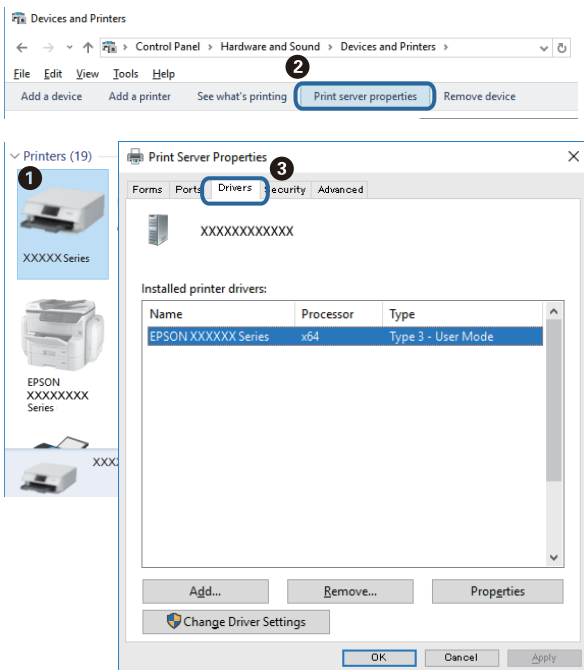 Devices and Printers
Control Panel > Hardware and Sound > Devices and Printers >
File Edit View Tools Help
2
Add a device Add a printer See what's printing Print server properties Remove device
Printers (19)
1
XXXXX Series
EPSON
XXXXXXXX
Series
XXX
Print Server Properties
3
Forms Ports Drivers Security Advanced
XXXXXXXXXXXX
Installed printer drivers:
Name Processor Type
EPSON XXXXXX Series x64 Type 3 - User Mode
Add... Remove... Properties
Change Driver Settings
OK Cancel Apply